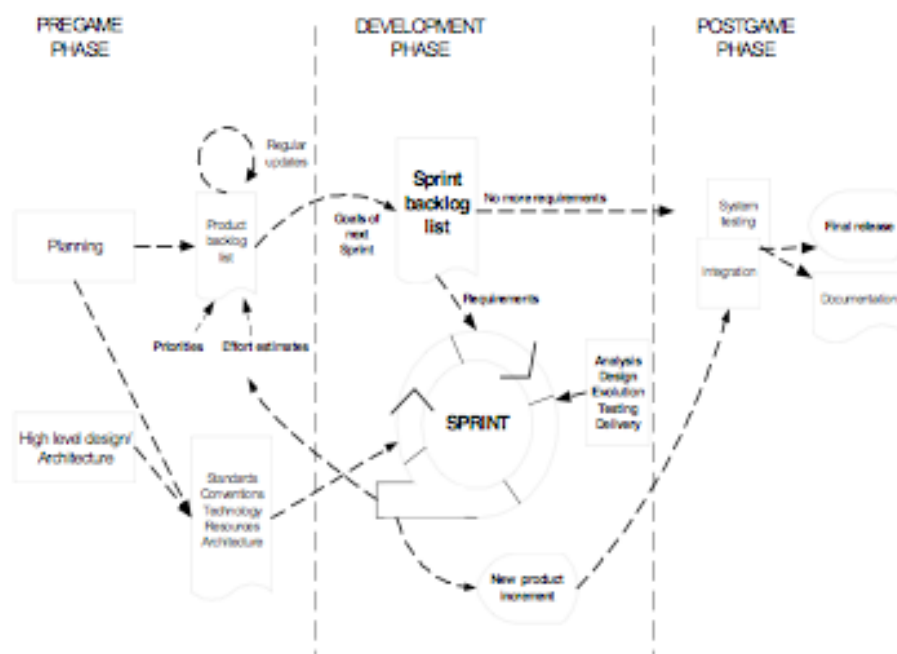 PREGAME
PHASE
DEVELOPMENT
PHASE
POSTGAME
PHASE
Regular
updates
Planning
Product
backlog
list
Goals of
next
Sprint
Sprint
backlog
list
No more requirements
System
testing
Integration
Final release
Documentation
Priorities
Effort estimates
Requirements
SPRINT
Analysis
Design
Evolution
Testing
Delivery
High level design/
Architecture
Standards
Conventions
Technology
Resources
Architecture
New product
increment